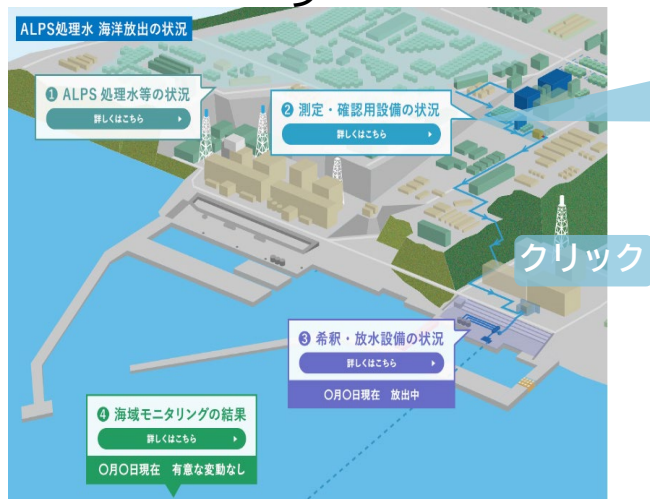 ALPS処理水 海洋放出の状況
❶ ALPS 処理水等の状況
詳しくはこちら
❷ 測定・確認用設備の状況
詳しくはこちら
クリック
❸ 希釈・放水設備の状況
詳しくはこちら
〇月〇日現在 放出中
❹ 海域モニタリングの結果
詳しくはこちら
〇月〇日現在 有意な変動なし